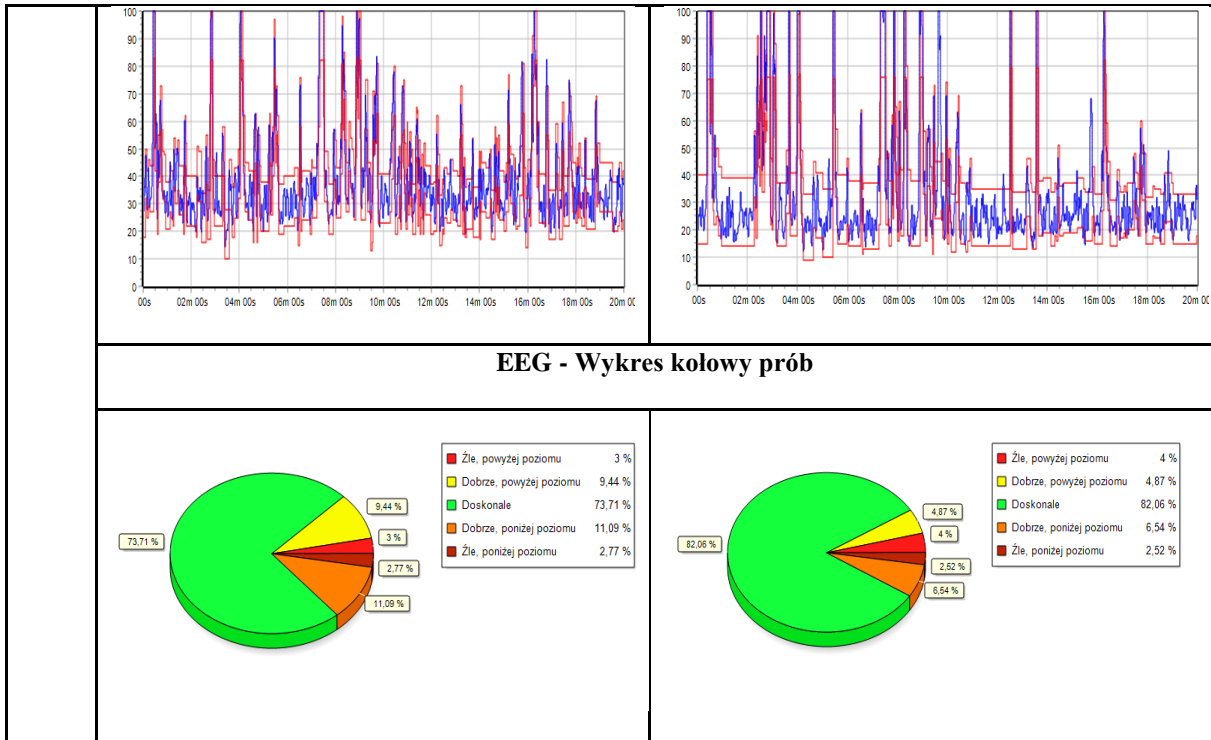 100
90
80
70
60
50
40
30
20
10
0
00s 02m 00s 04m 00s 06m 00s 08m 00s 10m 00s 12m 00s 14m 00s 16m 00s 18m 00s 20m 00
100
90
80
70
60
50
40
30
20
10
0
00s 02m 00s 04m 00s 06m 00s 08m 00s 10m 00s 12m 00s 14m 00s 16m 00s 18m 00s 20m 00
EEG - Wykres kołowy prób
73,71 %
9,44 %
3 %
2,77 %
11,09 %
Źle, powyżej poziomu 3 %
Dobrze, powyżej poziomu 9,44 %
Doskonale 73,71 %
Dobrze, poniżej poziomu 11,09 %
Źle, poniżej poziomu 2,77 %
82,06 %
4,87 %
4 %
2,52 %
6,54 %
Źle, powyżej poziomu 4 %
Dobrze, powyżej poziomu 4,87 %
Doskonale 82,06 %
Dobrze, poniżej poziomu 6,54 %
Źle, poniżej poziomu 2,52 %